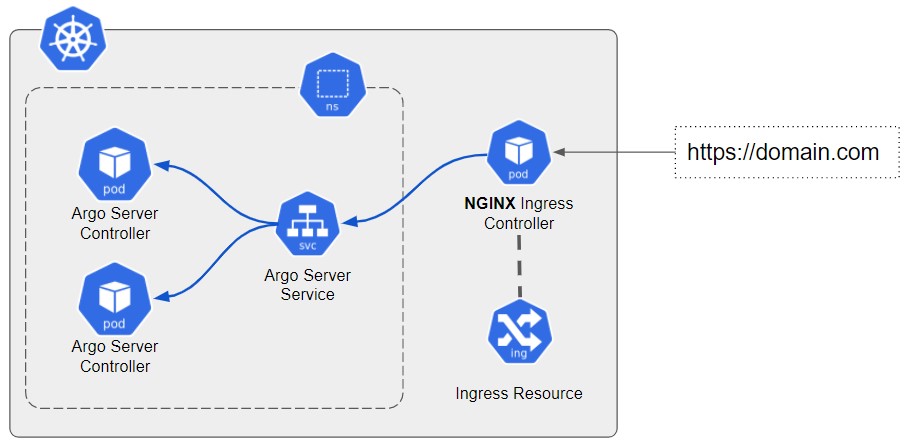 ns
pod
Argo Server
Controller
svc
Argo Server
Service
pod
Argo Server
Controller
pod
NGINX Ingress
Controller
ing
Ingress Resource
https://domain.com